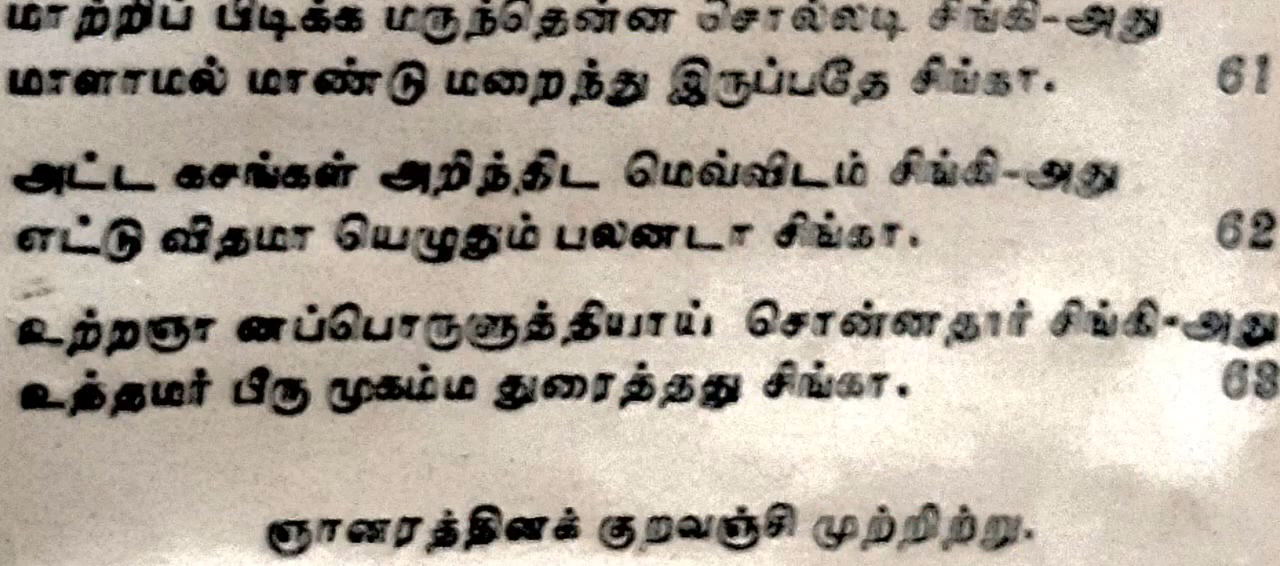 மாற்றிப் பிடிக்க மருந்தென்ன சொல்லடி சிங்கி-அது
மாளாமல் மாண்டு மறைந்து இருப்பதே சிங்கா. 61
அட்ட கசங்கள் அறிந்திட மெவ்விடம் சிங்கி-அது
எட்டு விதமா யெழுதும் பலனடா சிங்கா. 62
உற்றஞா னப்பொருளுத்தியாய் சொன்னதார் சிங்கி-அது
உத்தமர் பீரு முகம்ம துரைத்தது சிங்கா. 63
ஞானரத்தினக் குறவஞ்சி முற்றிற்று.